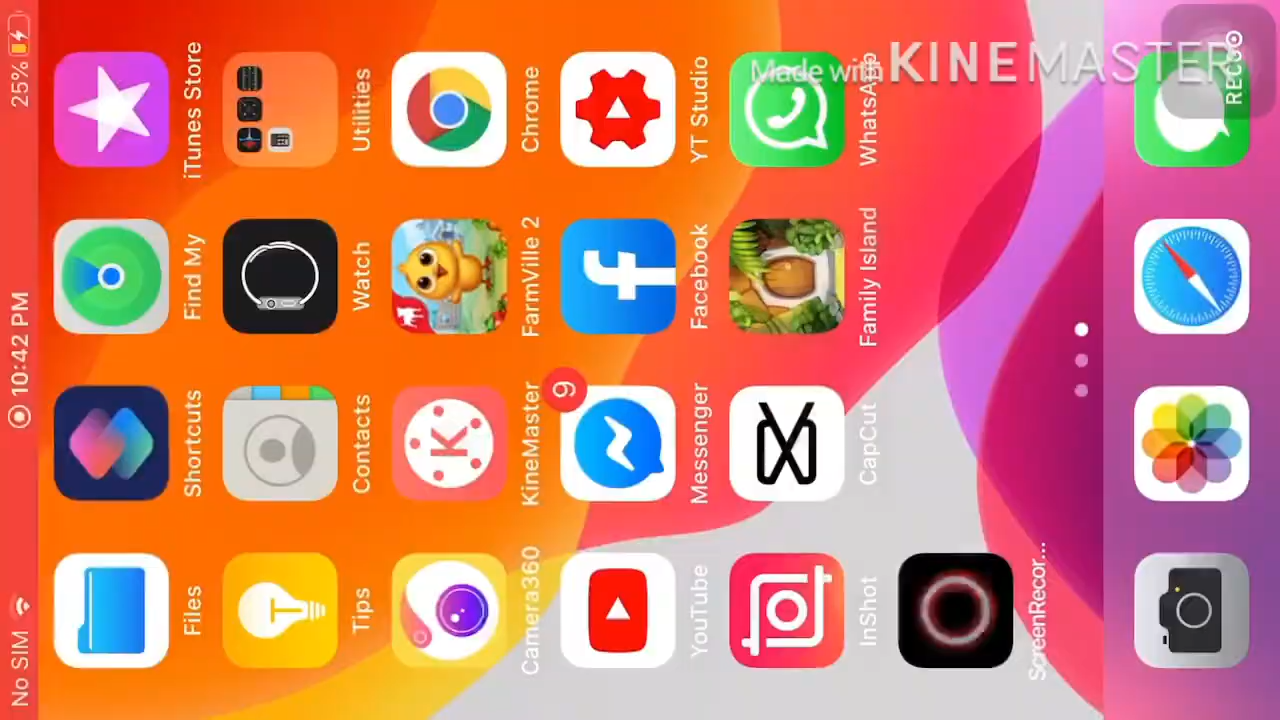 No SIM 10:42 PM 25%
Files Shortcuts Find My iTunes Store
Tips Contacts Watch Utilities
Camera360 KineMaster FarmVille 2 Chrome
9
YouTube Messenger Facebook YT Studio
InShot CapCut Family Island WhatsApp
ScreenRecor...
Made with KINEMASTER
REC